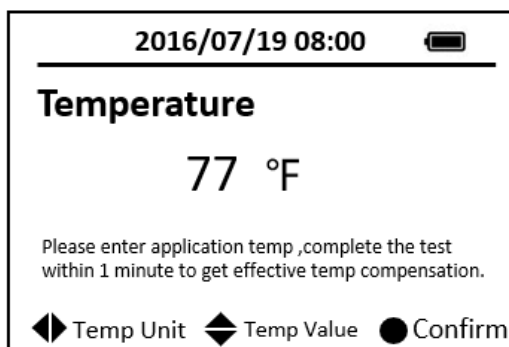 2016/07/19 08:00
Temperature
77 °F
Please enter application temp ,complete the test
within 1 minute to get effective temp compensation.
Temp Unit Temp Value Confirm